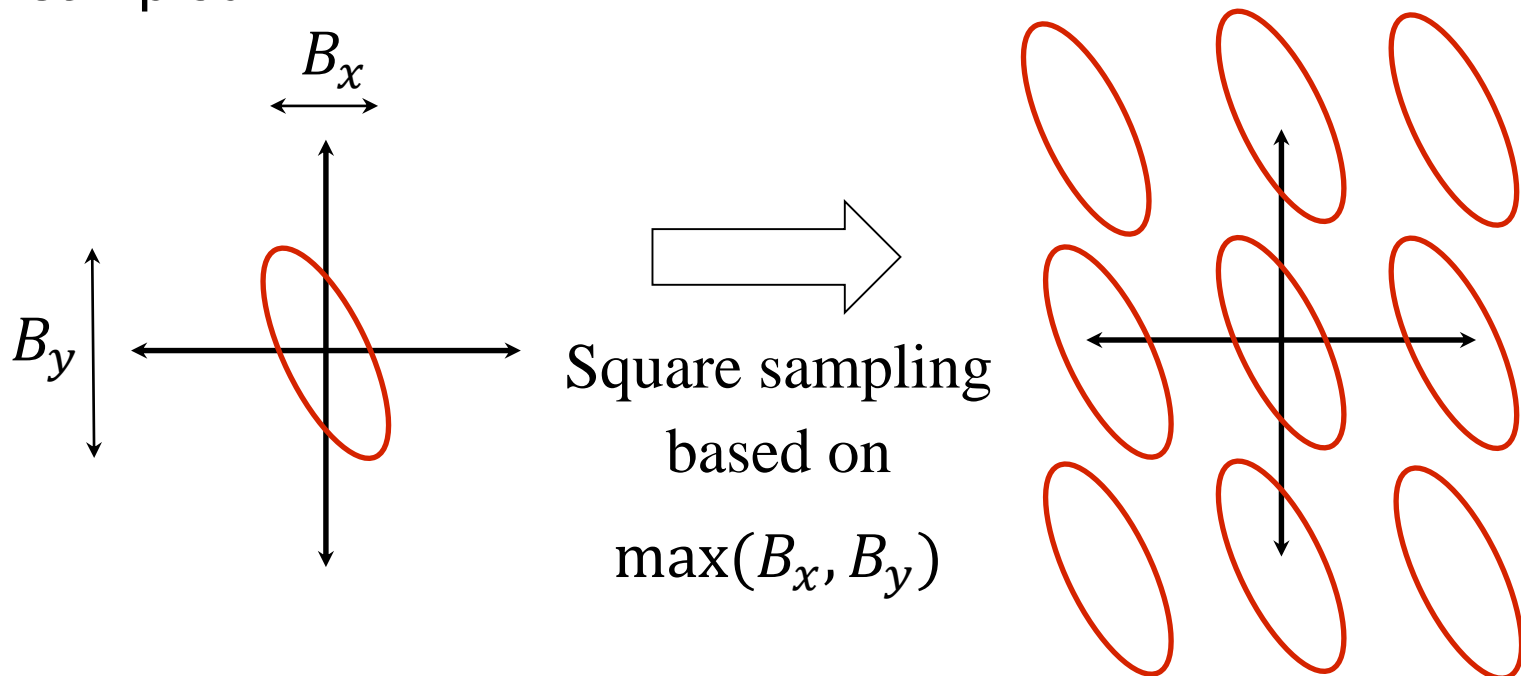 B_x
B_y
Square sampling
based on
max(B_x, B_y)